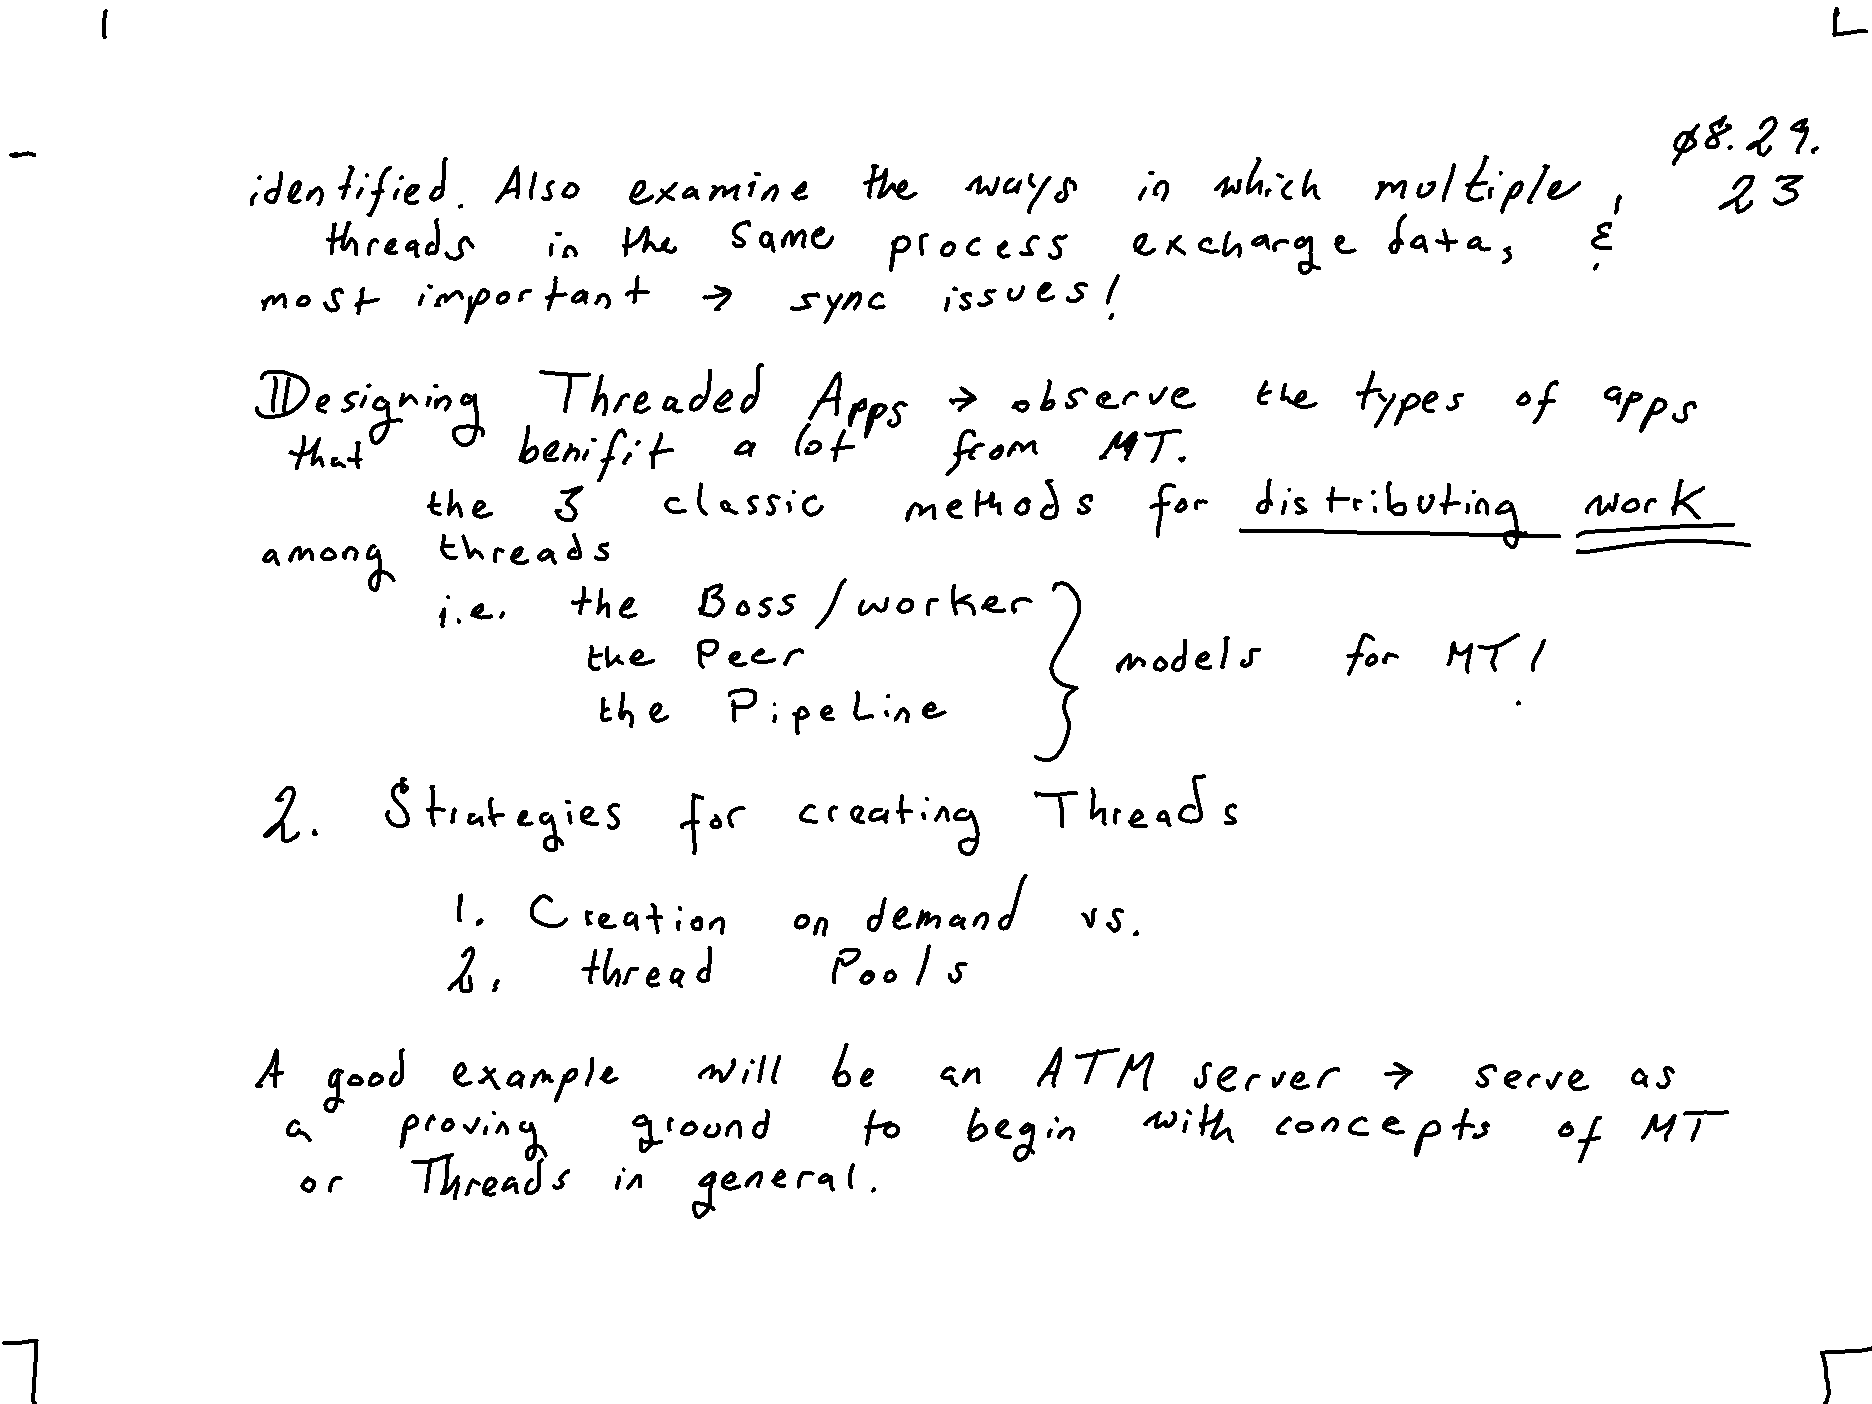 ø8.29.
23
identified. Also examine the ways in which multiple
threads in the same process exchange data, &
most important → sync issues!
Designing Threaded Apps → observe the types of apps
that benifit a lot from MT.
the 3 classic methods for distributing work
among threads
i.e. the Boss/worker
the Peer
the PipeLine
models for MT!
2. Strategies for creating Threads
1. Creation on demand vs.
2. thread Pools
A good example will be an ATM server → serve as
a proving ground to begin with concepts of MT
or Threads in general.